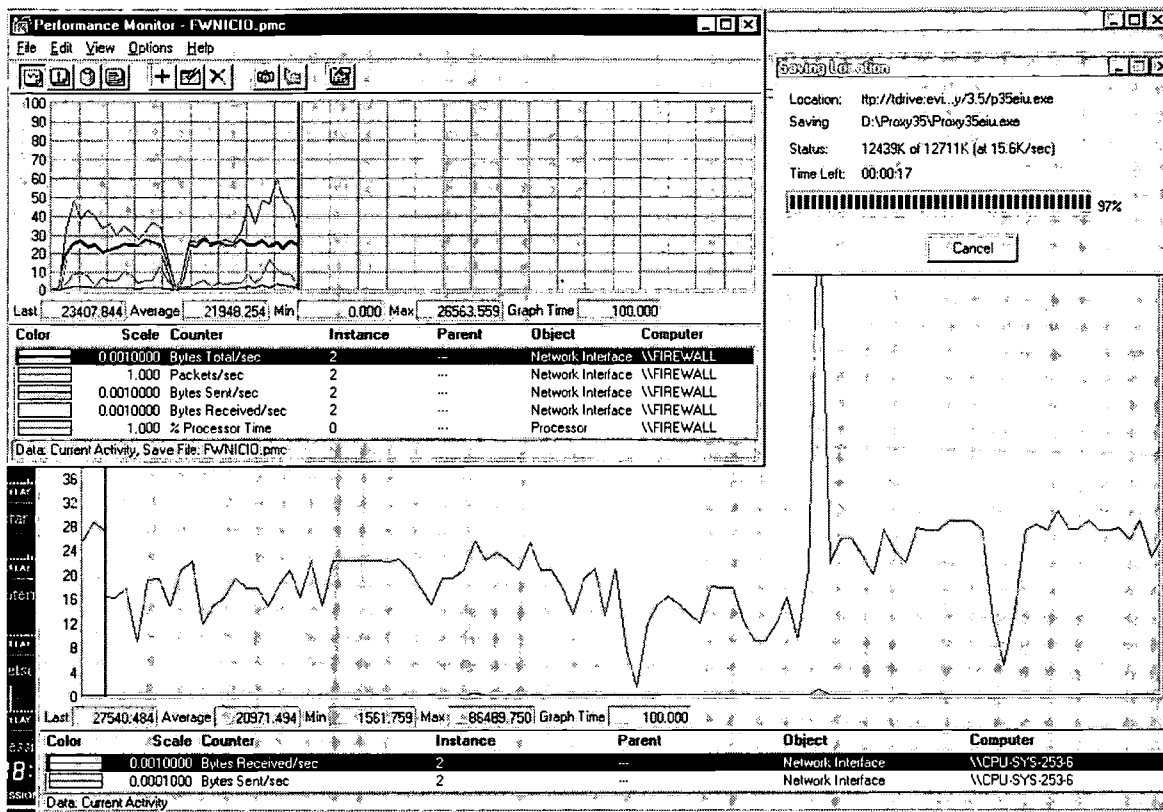 Performance Monitor - FWNICIO.pmc
File Edit View Options Help
100
90
80
70
60
50
40
30
20
10
0
Last 23407.844 Average 21948.254 Min 0.000 Max 26563.559 Graph Time 100.000
Color Scale Counter Instance Parent Object Computer
0.0010000 Bytes Total/sec 2 --- Network Interface \\FIREWALL
1.000 Packets/sec 2 --- Network Interface \\FIREWALL
0.0010000 Bytes Sent/sec 2 --- Network Interface \\FIREWALL
0.0010000 Bytes Received/sec 2 --- Network Interface \\FIREWALL
1.000 % Processor Time 0 --- Processor \\FIREWALL
Data: Current Activity, Save File: FWNICIO.pmc
Saving Location
Location: ftp://tdrive:evi...y/3.5/p35eiu.exe
Saving D:\Proxy35\Proxy35eiu.exe
Status: 12439K of 12711K (at 15.6K/sec)
Time Left: 00:00:17
97%
Cancel
36
32
28
24
20
16
12
8
4
0
Last 27540.484 Average 20971.494 Min 1561.759 Max 86489.750 Graph Time 100.000
Color Scale Counter Instance Parent Object Computer
0.0010000 Bytes Received/sec 2 --- Network Interface \\CPU-SYS-253-6
0.0001000 Bytes Sent/sec 2 --- Network Interface \\CPU-SYS-253-6
Data: Current Activity